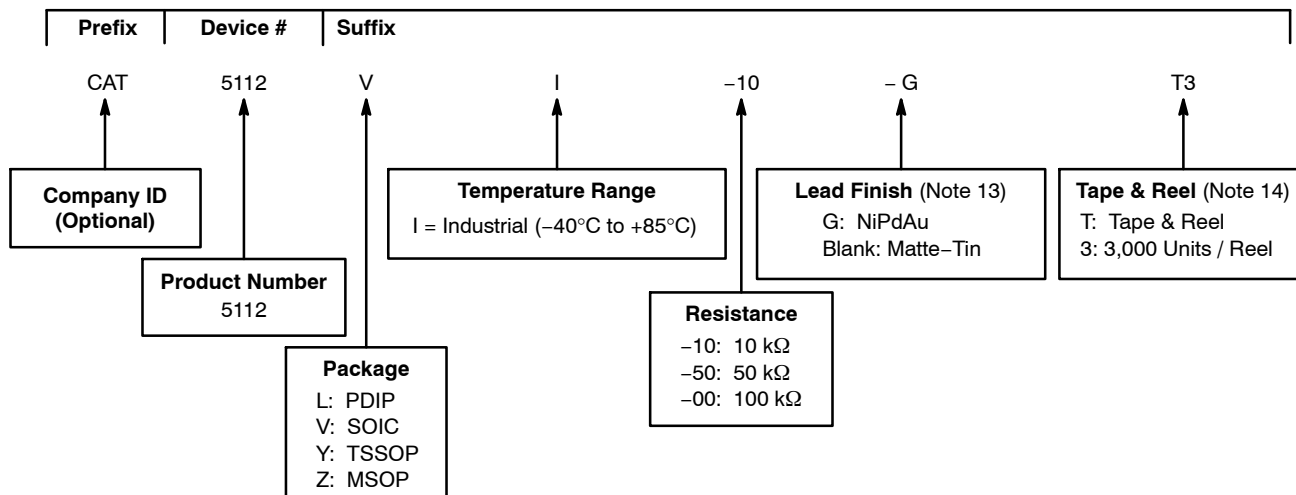 Prefix Device # Suffix
CAT 5112 V I −10 − G T3
Company ID
(Optional)
Product Number
5112
Package
L: PDIP
V: SOIC
Y: TSSOP
Z: MSOP
Temperature Range
I = Industrial (−40°C to +85°C)
Resistance
−10: 10 kΩ
−50: 50 kΩ
−00: 100 kΩ
Lead Finish (Note 13)
G: NiPdAu
Blank: Matte−Tin
Tape & Reel (Note 14)
T: Tape & Reel
3: 3,000 Units / Reel